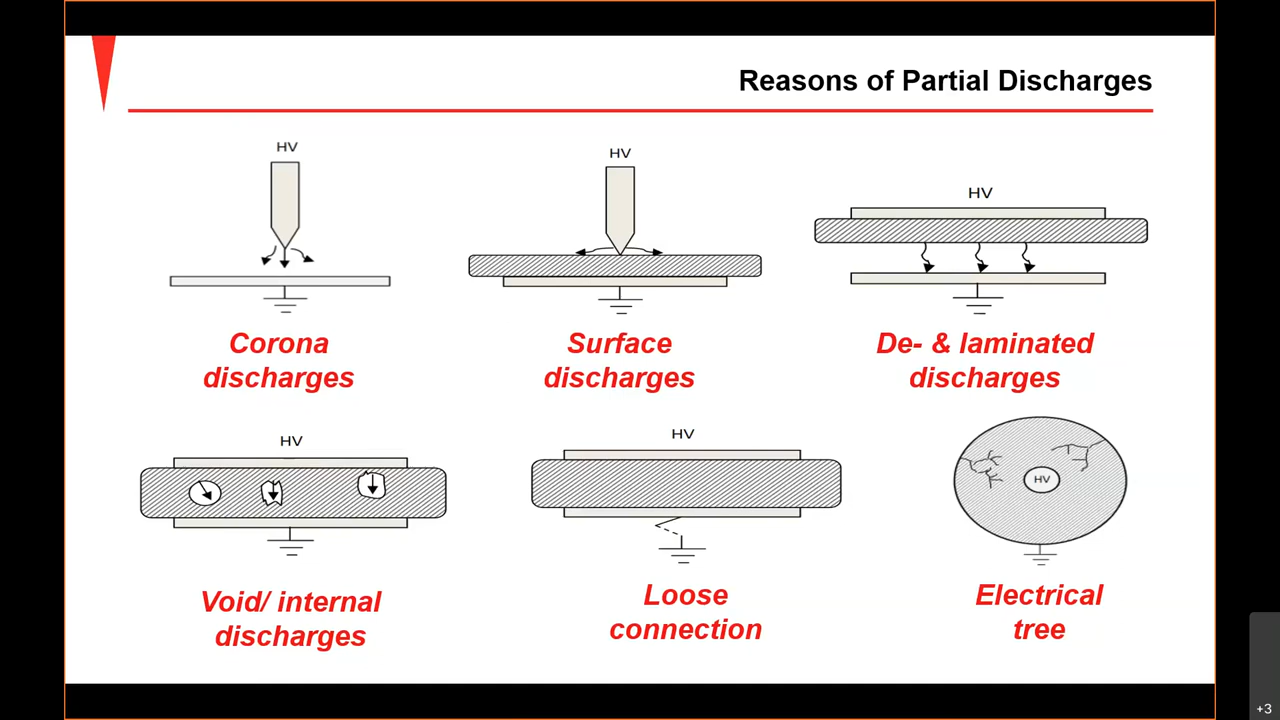 Reasons of Partial Discharges
HV
HV
HV
Corona
discharges
Surface
discharges
De- & laminated
discharges
HV
HV
HV
Void/ internal
discharges
Loose
connection
Electrical
tree
+3